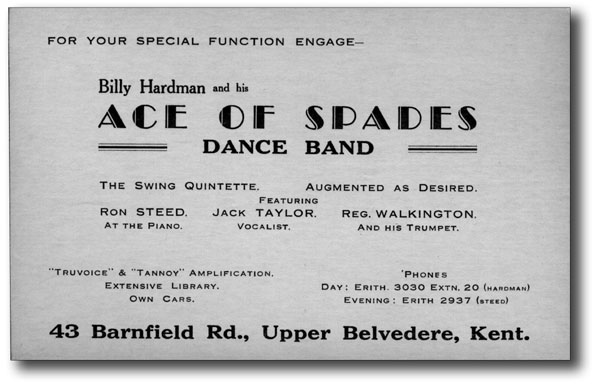 FOR YOUR SPECIAL FUNCTION ENGAGE—
Billy Hardman and his
ACE OF SPADES
DANCE BAND
THE SWING QUINTETTE. AUGMENTED AS DESIRED.
FEATURING
RON STEED. JACK TAYLOR. REG. WALKINGTON.
AT THE PIANO. VOCALIST. AND HIS TRUMPET.
"TRUVOICE" & "TANNOY" AMPLIFICATION.
EXTENSIVE LIBRARY.
OWN CARS.
'PHONES
DAY: ERITH. 3030 EXTN. 20 (HARDMAN)
EVENING: ERITH 2937 (STEED)
43 Barnfield Rd., Upper Belvedere, Kent.